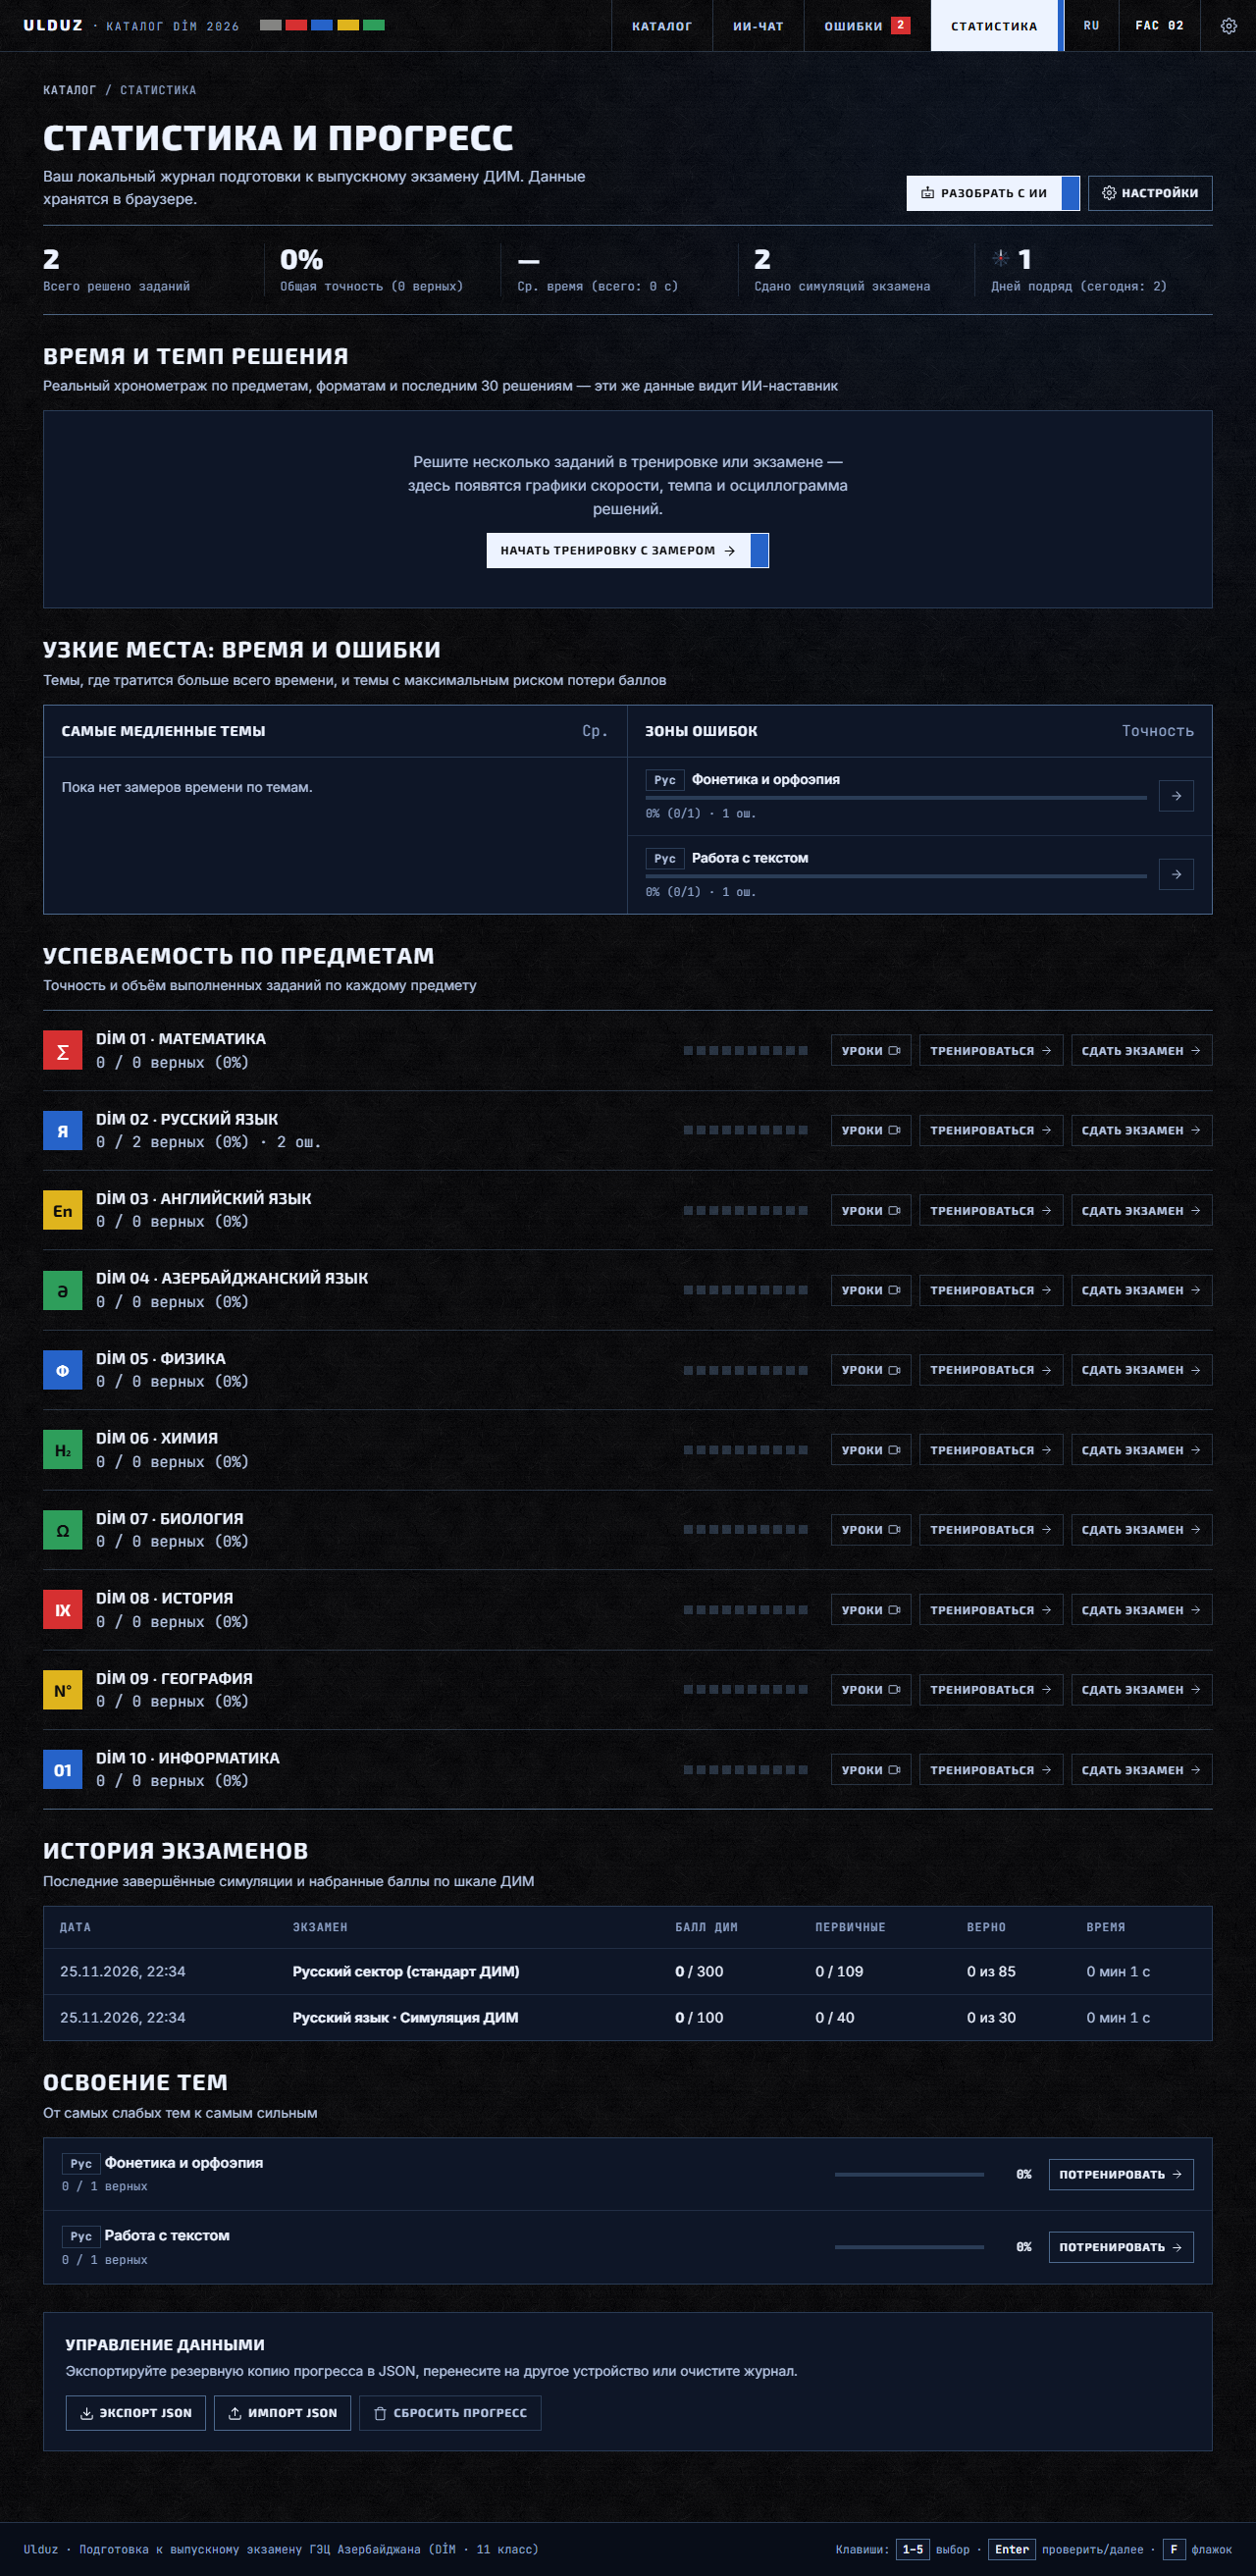 ULDUZ · КАТАЛОГ DİM 2026
КАТАЛОГ
ИИ-ЧАТ
ОШИБКИ 2
СТАТИСТИКА
RU
FAC 02
КАТАЛОГ / СТАТИСТИКА
СТАТИСТИКА И ПРОГРЕСС
Ваш локальный журнал подготовки к выпускному экзамену ДИМ. Данные
хранятся в браузере.
РАЗОБРАТЬ С ИИ
НАСТРОЙКИ
2
Всего решено заданий
0%
Общая точность (0 верных)
—
Ср. время (всего: 0 с)
2
Сдано симуляций экзамена
1
Дней подряд (сегодня: 2)
ВРЕМЯ И ТЕМП РЕШЕНИЯ
Реальный хронометраж по предметам, форматам и последним 30 решениям — эти же данные видит ИИ-наставник
Решите несколько заданий в тренировке или экзамене —
здесь появятся графики скорости, темпа и осциллограмма
решений.
НАЧАТЬ ТРЕНИРОВКУ С ЗАМЕРОМ →
УЗКИЕ МЕСТА: ВРЕМЯ И ОШИБКИ
Темы, где тратится больше всего времени, и темы с максимальным риском потери баллов
САМЫЕ МЕДЛЕННЫЕ ТЕМЫ Ср.
Пока нет замеров времени по темам.
ЗОНЫ ОШИБОК Точность
Рус Фонетика и орфоэпия
0% (0/1) · 1 ош.
→
Рус Работа с текстом
0% (0/1) · 1 ош.
→
УСПЕВАЕМОСТЬ ПО ПРЕДМЕТАМ
Точность и объём выполненных заданий по каждому предмету
∑ DİM 01 · МАТЕМАТИКА
0 / 0 верных (0%)
УРОКИ ТРЕНИРОВАТЬСЯ → СДАТЬ ЭКЗАМЕН →
Я DİM 02 · РУССКИЙ ЯЗЫК
0 / 2 верных (0%) · 2 ош.
УРОКИ ТРЕНИРОВАТЬСЯ → СДАТЬ ЭКЗАМЕН →
En DİM 03 · АНГЛИЙСКИЙ ЯЗЫК
0 / 0 верных (0%)
УРОКИ ТРЕНИРОВАТЬСЯ → СДАТЬ ЭКЗАМЕН →
Ə DİM 04 · АЗЕРБАЙДЖАНСКИЙ ЯЗЫК
0 / 0 верных (0%)
УРОКИ ТРЕНИРОВАТЬСЯ → СДАТЬ ЭКЗАМЕН →
Φ DİM 05 · ФИЗИКА
0 / 0 верных (0%)
УРОКИ ТРЕНИРОВАТЬСЯ → СДАТЬ ЭКЗАМЕН →
H₂ DİM 06 · ХИМИЯ
0 / 0 верных (0%)
УРОКИ ТРЕНИРОВАТЬСЯ → СДАТЬ ЭКЗАМЕН →
Ω DİM 07 · БИОЛОГИЯ
0 / 0 верных (0%)
УРОКИ ТРЕНИРОВАТЬСЯ → СДАТЬ ЭКЗАМЕН →
IX DİM 08 · ИСТОРИЯ
0 / 0 верных (0%)
УРОКИ ТРЕНИРОВАТЬСЯ → СДАТЬ ЭКЗАМЕН →
N° DİM 09 · ГЕОГРАФИЯ
0 / 0 верных (0%)
УРОКИ ТРЕНИРОВАТЬСЯ → СДАТЬ ЭКЗАМЕН →
01 DİM 10 · ИНФОРМАТИКА
0 / 0 верных (0%)
УРОКИ ТРЕНИРОВАТЬСЯ → СДАТЬ ЭКЗАМЕН →
ИСТОРИЯ ЭКЗАМЕНОВ
Последние завершённые симуляции и набранные баллы по шкале ДИМ
ДАТА ЭКЗАМЕН БАЛЛ ДИМ ПЕРВИЧНЫЕ ВЕРНО ВРЕМЯ
25.11.2026, 22:34 Русский сектор (стандарт ДИМ) 0 / 300 0 / 109 0 из 85 0 мин 1 с
25.11.2026, 22:34 Русский язык · Симуляция ДИМ 0 / 100 0 / 40 0 из 30 0 мин 1 с
ОСВОЕНИЕ ТЕМ
От самых слабых тем к самым сильным
Рус Фонетика и орфоэпия
0 / 1 верных
0% ПОТРЕНИРОВАТЬ →
Рус Работа с текстом
0 / 1 верных
0% ПОТРЕНИРОВАТЬ →
УПРАВЛЕНИЕ ДАННЫМИ
Экспортируйте резервную копию прогресса в JSON, перенесите на другое устройство или очистите журнал.
ЭКСПОРТ JSON ИМПОРТ JSON СБРОСИТЬ ПРОГРЕСС
Ulduz · Подготовка к выпускному экзамену ГЭЦ Азербайджана (DİM · 11 класс)
Клавиши: 1–5 выбор · Enter проверить/далее · F флажок